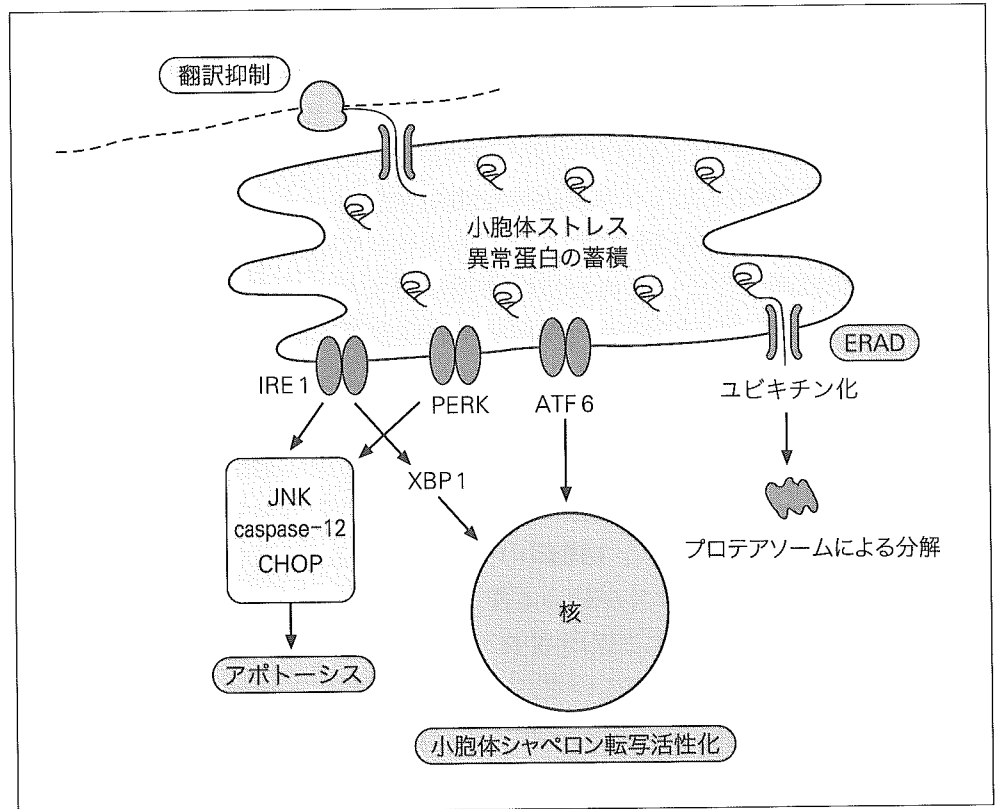 翻訳抑制
小胞体ストレス
異常蛋白の蓄積
ERAD
IRE 1
PERK
ATF 6
ユビキチン化
XBP 1
JNK
caspase-12
CHOP
プロテアソームによる分解
核
アポトーシス
小胞体シャペロン転写活性化